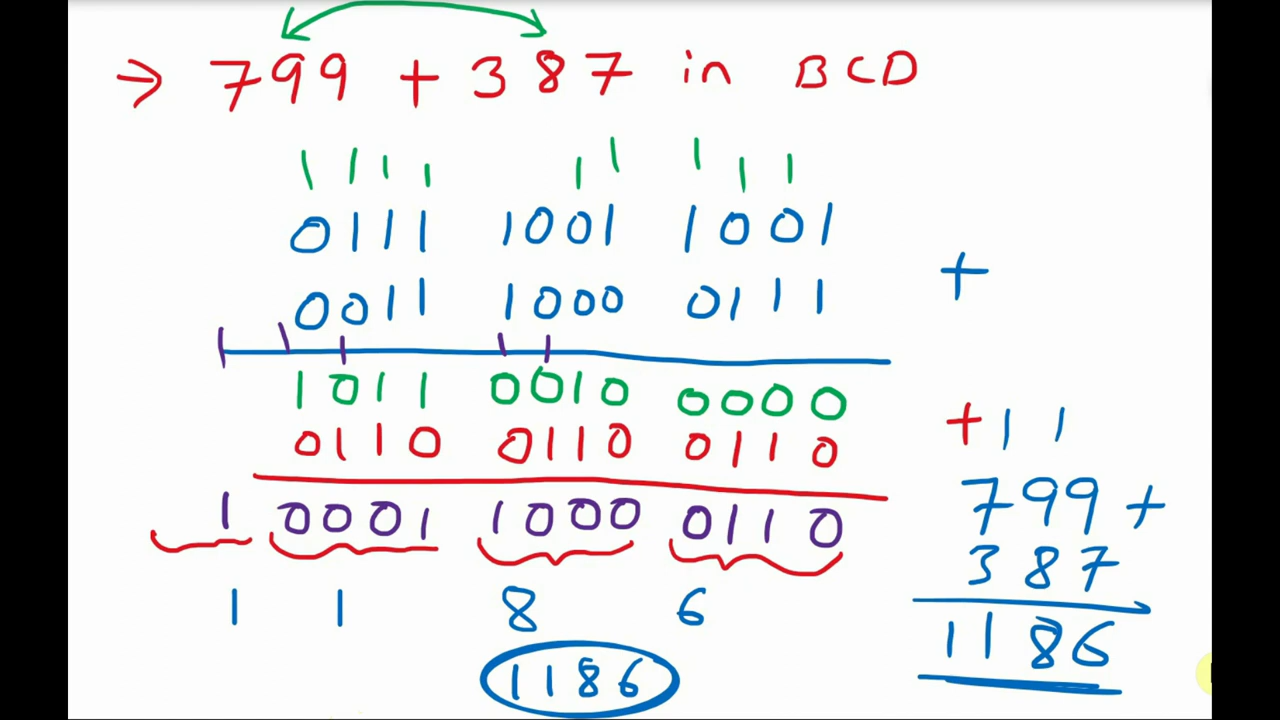 → 799 + 387 in BCD
1 1 1 1 1 1 1 1 1
0111 1001 1001
0011 1000 0111 +
1 1 1 1 1
1011 0010 0000
0110 0110 0110 +
1 0001 1000 0110
1 1 8 6
1186
1 1
799 +
387
1186